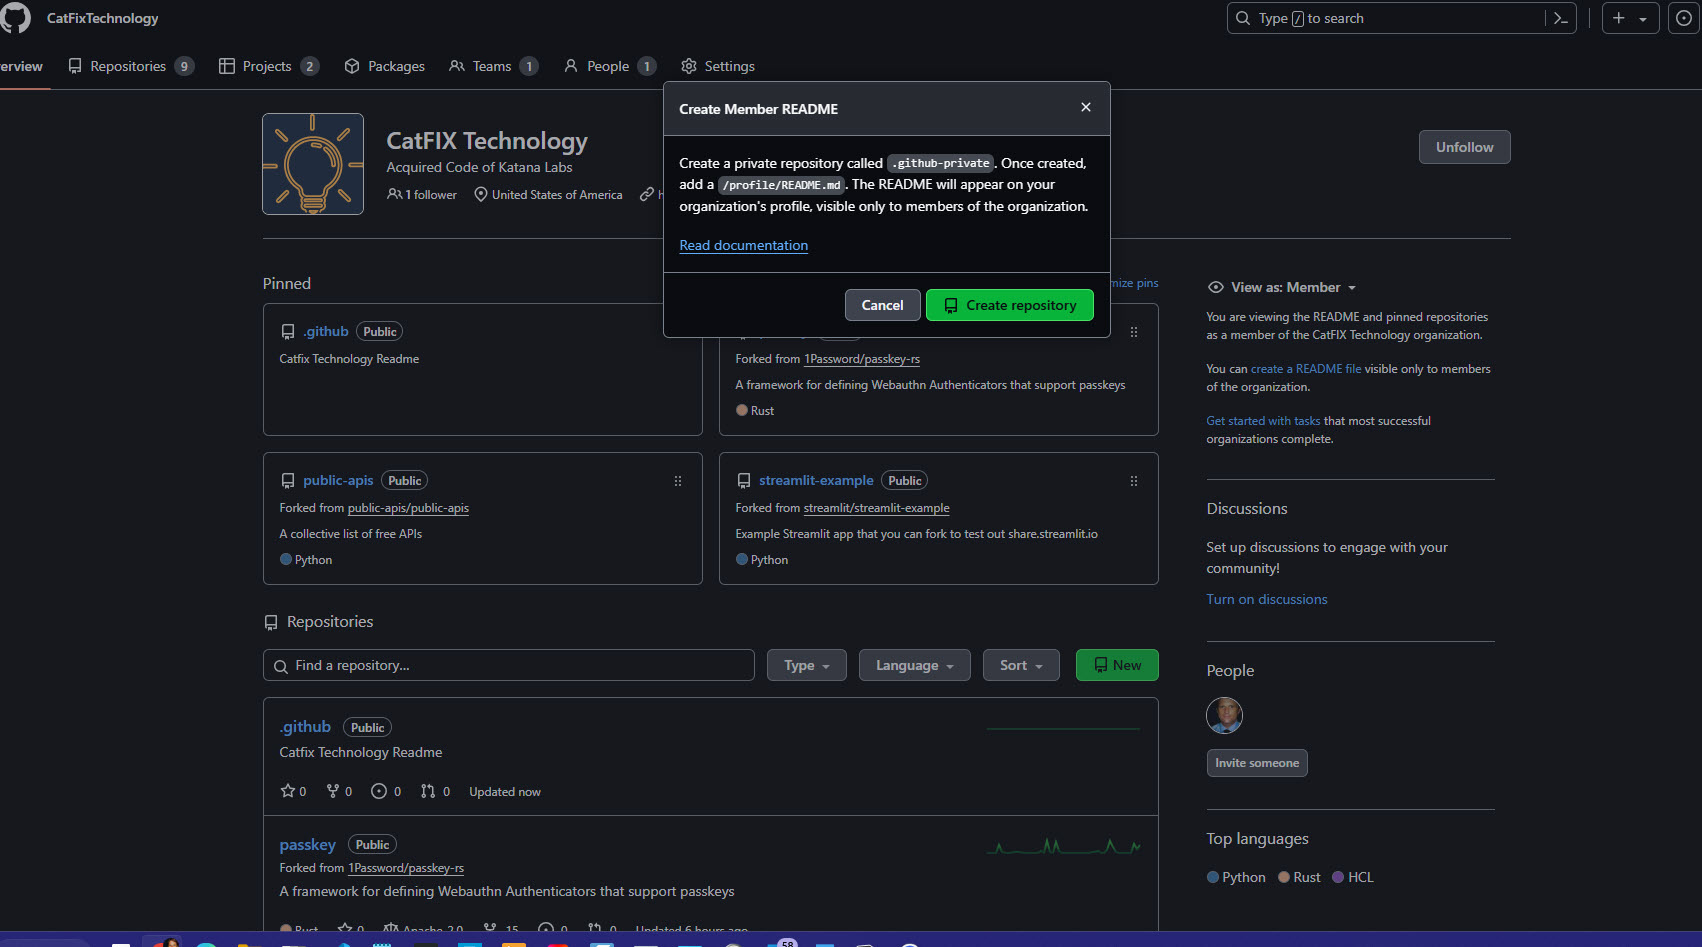 CatFixTechnology
Type / to search
erview
Repositories 9
Projects 2
Packages
Teams 1
People 1
Settings
Create Member README
Create a private repository called .github-private. Once created,
add a /profile/README.md. The README will appear on your
organization's profile, visible only to members of the organization.
Read documentation
Cancel
Create repository
CatFIX Technology
Acquired Code of Katana Labs
1 follower
United States of America
h
Unfollow
Pinned
mize pins
.github Public
Catfix Technology Readme
Forked from 1Password/passkey-rs
A framework for defining Webauthn Authenticators that support passkeys
Rust
public-apis Public
Forked from public-apis/public-apis
A collective list of free APIs
Python
streamlit-example Public
Forked from streamlit/streamlit-example
Example Streamlit app that you can fork to test out share.streamlit.io
Python
Repositories
Find a repository...
Type
Language
Sort
New
.github Public
Catfix Technology Readme
0 0 0 0 Updated now
passkey Public
Forked from 1Password/passkey-rs
A framework for defining Webauthn Authenticators that support passkeys
Rust 0 Apache-2.0 15 0 0 Updated 6 hours ago
View as: Member
You are viewing the README and pinned repositories
as a member of the CatFIX Technology organization.
You can create a README file visible only to members
of the organization.
Get started with tasks that most successful
organizations complete.
Discussions
Set up discussions to engage with your
community!
Turn on discussions
People
Invite someone
Top languages
Python Rust HCL
58